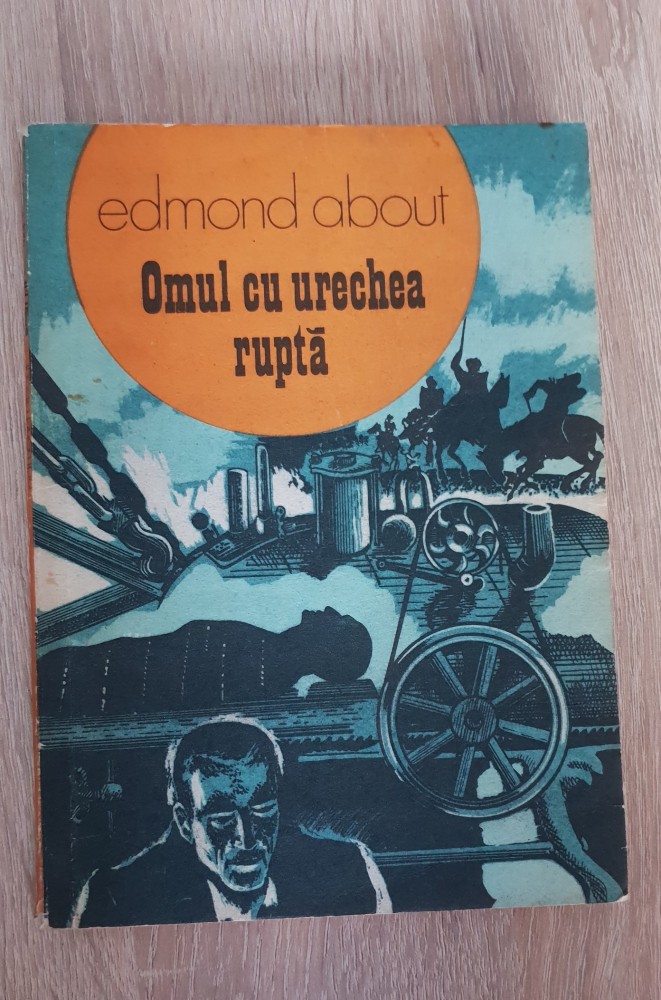 edmond about
Omul cu urechea
ruptă